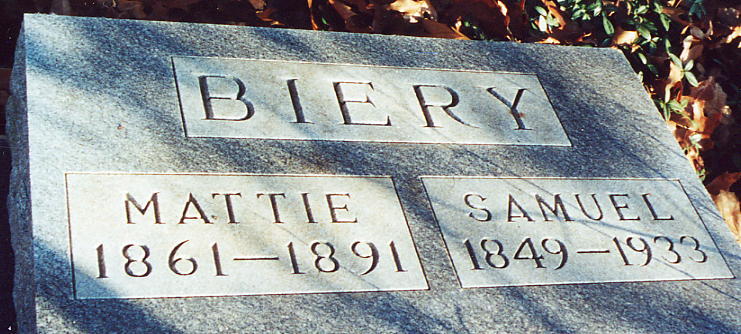 BIERY
MATTIE
1861-1891
SAMUEL
1849-1933